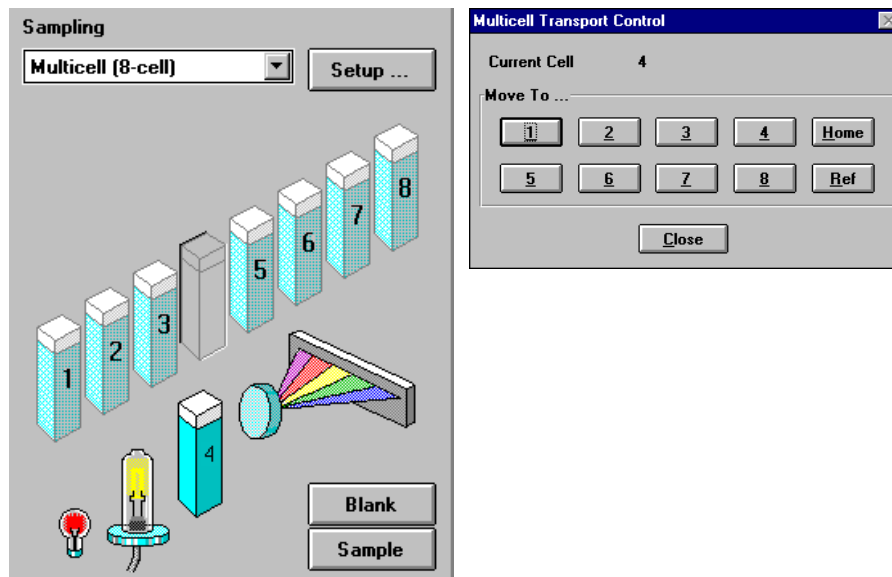 Sampling
Multicell (8-cell)
Setup ...
8
7
6
5
3
2
1
4
Blank
Sample
Multicell Transport Control
Current Cell 4
Move To ...
1 2 3 4 Home
5 6 7 8 Ref
Close